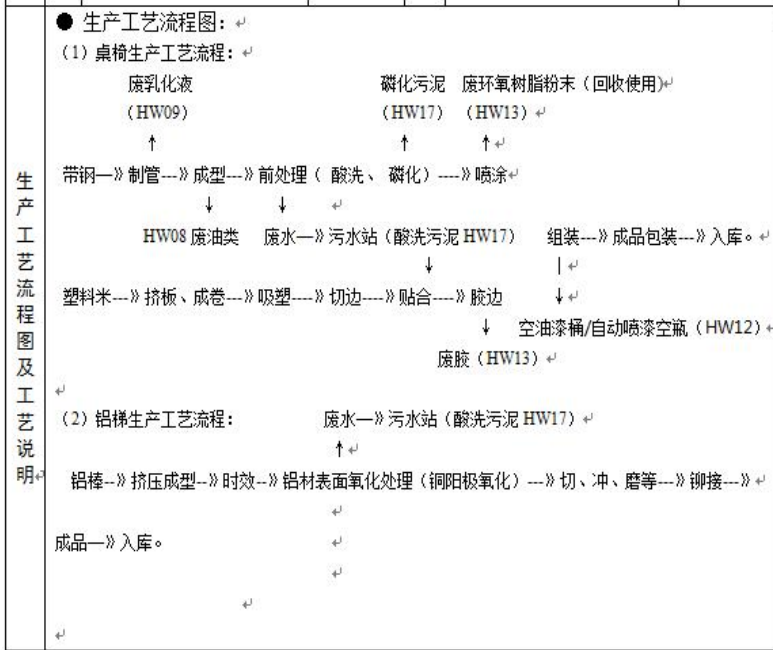 生产工艺流程图及工艺说明
● 生产工艺流程图：
（1）桌椅生产工艺流程：
废乳化液 磷化污泥 废环氧树脂粉末（回收使用）
（HW09） （HW17） （HW13）
↑ ↑ ↑
带钢—》制管---》成型---》前处理（ 酸洗、 磷化）----》喷涂
↓ ↓
HW08 废油类 废水—》污水站（酸洗污泥 HW17） 组装---》成品包装---》入库。
↓ |
塑料米---》挤板、成卷---》吸塑----》切边----》贴合----》胶边 ↓
↓ 空油漆桶/自动喷漆空瓶（HW12）
废胶（HW13）
（2）铝梯生产工艺流程： 废水—》污水站（酸洗污泥 HW17）
↑
铝棒--》挤压成型--》时效--》铝材表面氧化处理（铜阳极氧化）---》切、冲、磨等---》铆接---》
成品—》入库。